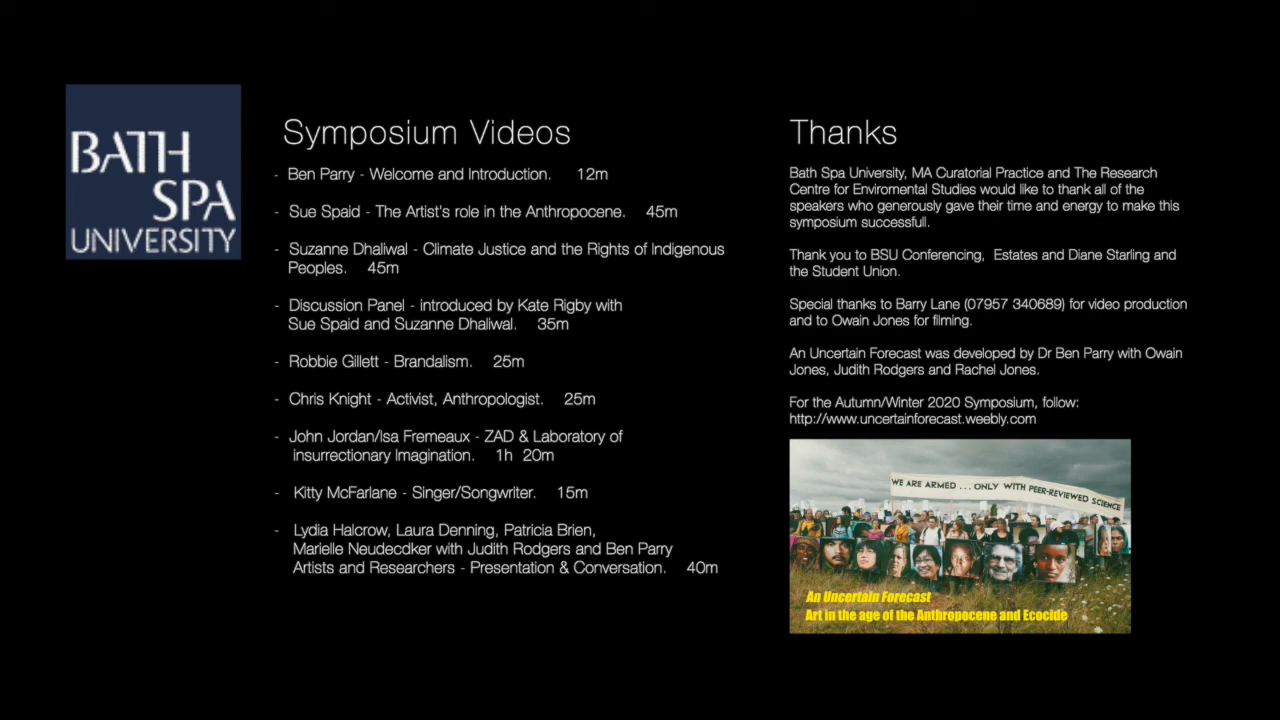 BATH
SPA
UNIVERSITY
Symposium Videos
- Ben Parry - Welcome and Introduction. 12m
- Sue Spaid - The Artist's role in the Anthropocene. 45m
- Suzanne Dhaliwal - Climate Justice and the Rights of Indigenous
Peoples. 45m
- Discussion Panel - introduced by Kate Rigby with
Sue Spaid and Suzanne Dhaliwal. 35m
- Robbie Gillett - Brandalism. 25m
- Chris Knight - Activist, Anthropologist. 25m
- John Jordan/Isa Fremeaux - ZAD & Laboratory of
insurrectionary Imagination. 1h 20m
- Kitty McFarlane - Singer/Songwriter. 15m
- Lydia Halcrow, Laura Denning, Patricia Brien,
Marielle Neudecdker with Judith Rodgers and Ben Parry
Artists and Researchers - Presentation & Conversation. 40m
Thanks
Bath Spa University, MA Curatorial Practice and The Research
Centre for Enviromental Studies would like to thank all of the
speakers who generously gave their time and energy to make this
symposium successfull.
Thank you to BSU Conferencing, Estates and Diane Starling and
the Student Union.
Special thanks to Barry Lane (07957 340689) for video production
and to Owain Jones for filming.
An Uncertain Forecast was developed by Dr Ben Parry with Owain
Jones, Judith Rodgers and Rachel Jones.
For the Autumn/Winter 2020 Symposium, follow:
http://www.uncertainforecast.weebly.com
WE ARE ARMED . . . ONLY WITH PEER-REVIEWED SCIENCE
An Uncertain Forecast
Art in the age of the Anthropocene and Ecocide